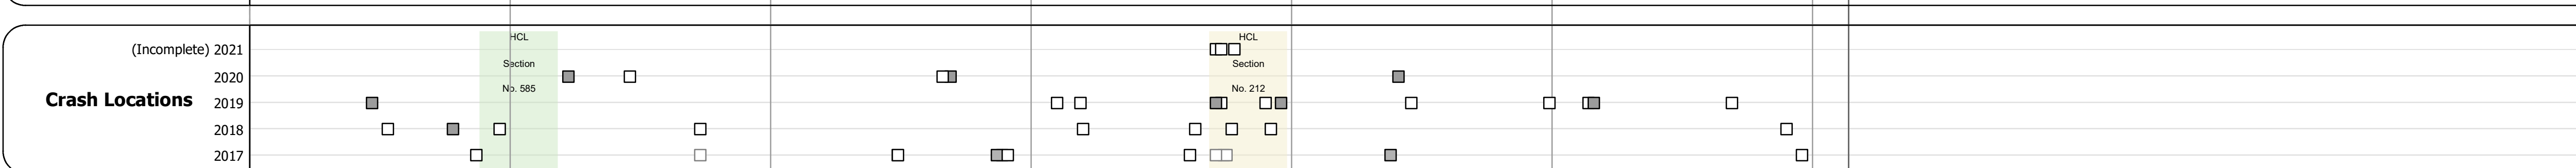 (Incomplete) 2021
HCL
HCL
Section
Section
2020
No. 585
No. 212
Crash Locations
2019
2018
2017